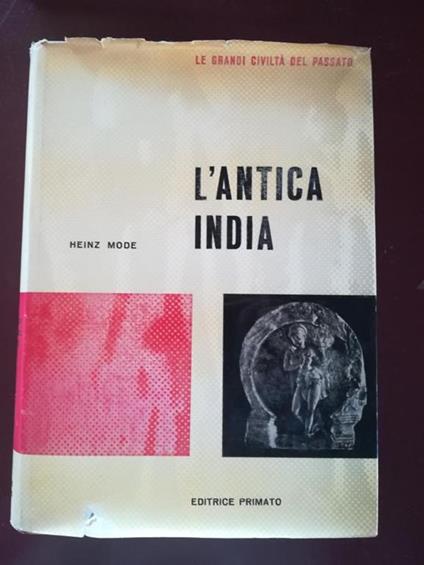 LE GRANDI CIVILTÀ DEL PASSATO
L'ANTICA
INDIA
HEINZ MODE
EDITRICE PRIMATO